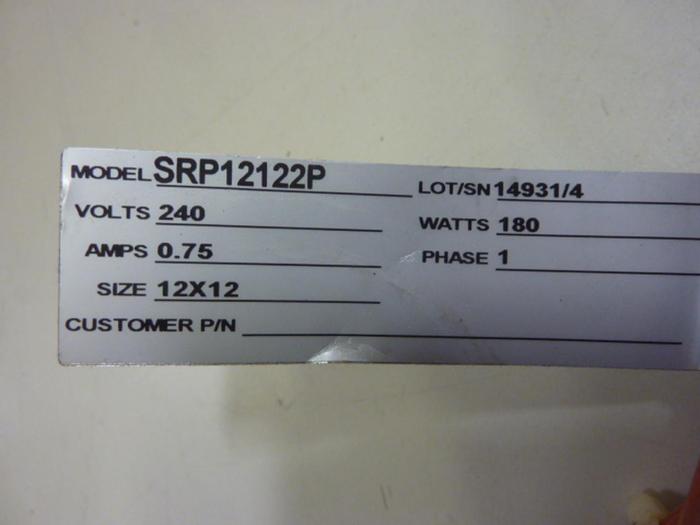 MODEL SRP12122P LOT/SN 14931/4
VOLTS 240 WATTS 180
AMPS 0.75 PHASE 1
SIZE 12X12
CUSTOMER P/N